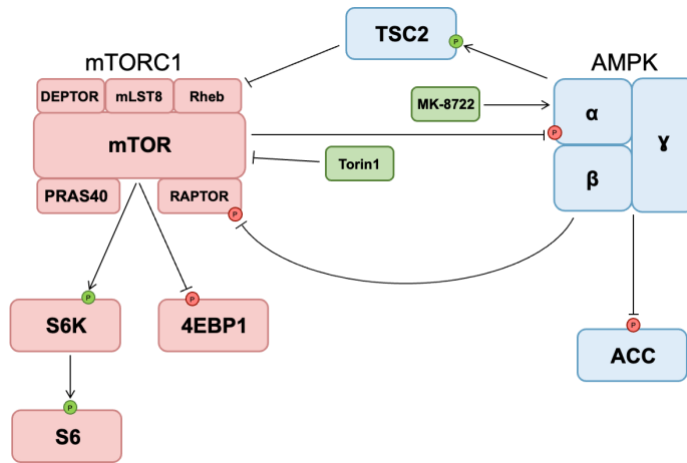 TSC2
P
mTORC1
AMPK
DEPTOR
mLST8
Rheb
MK-8722
α
P
mTOR
Torin1
β
ɣ
PRAS40
RAPTOR
P
P
P
P
S6K
4EBP1
ACC
P
S6